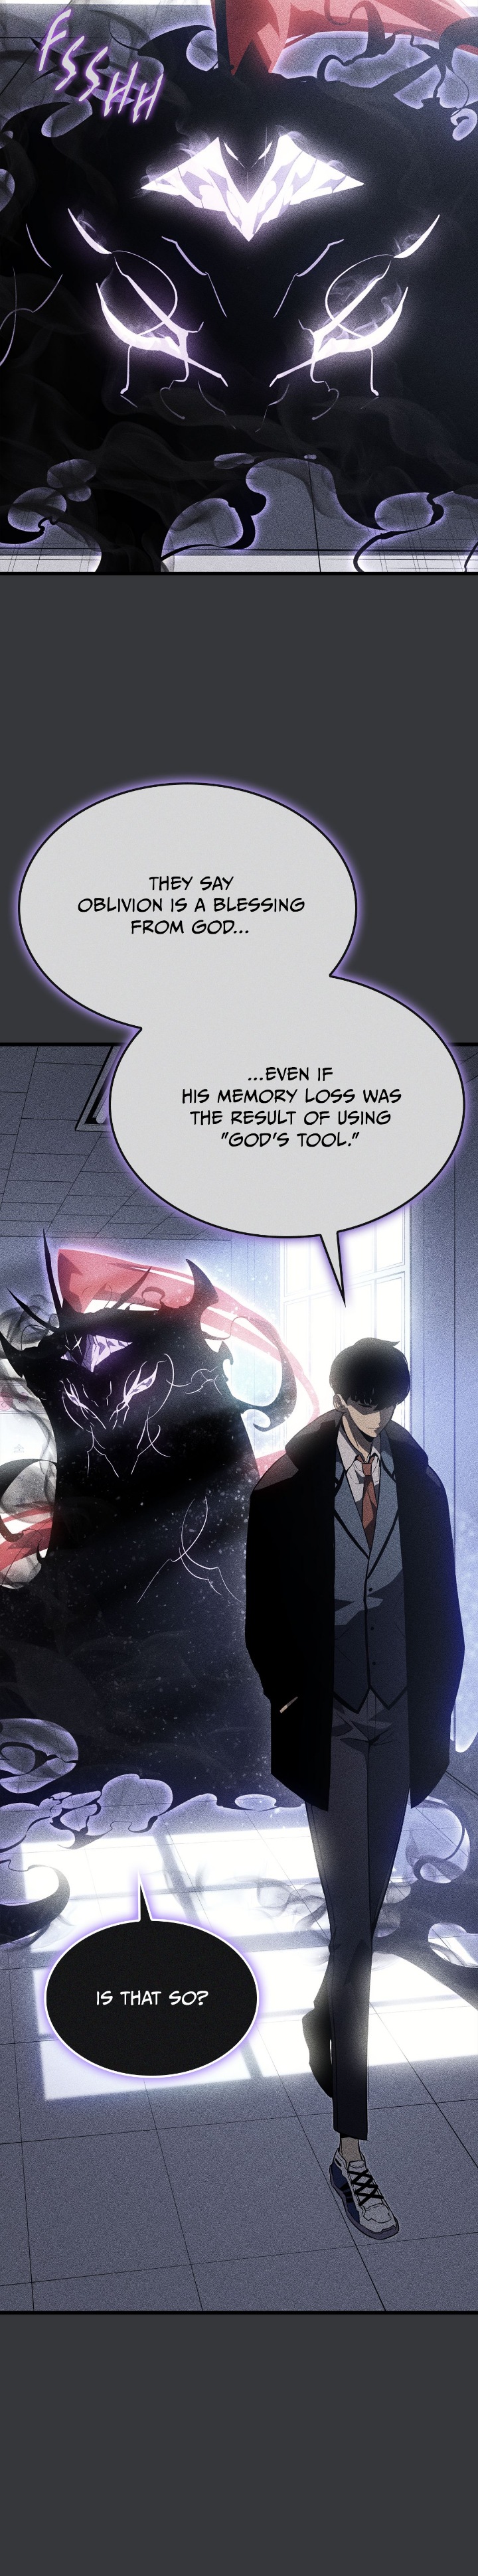 FSSHH
THEY SAY
OBLIVION IS A BLESSING
FROM GOD...
...EVEN IF
HIS MEMORY LOSS WAS
THE RESULT OF USING
"GOD'S TOOL."
IS THAT SO?